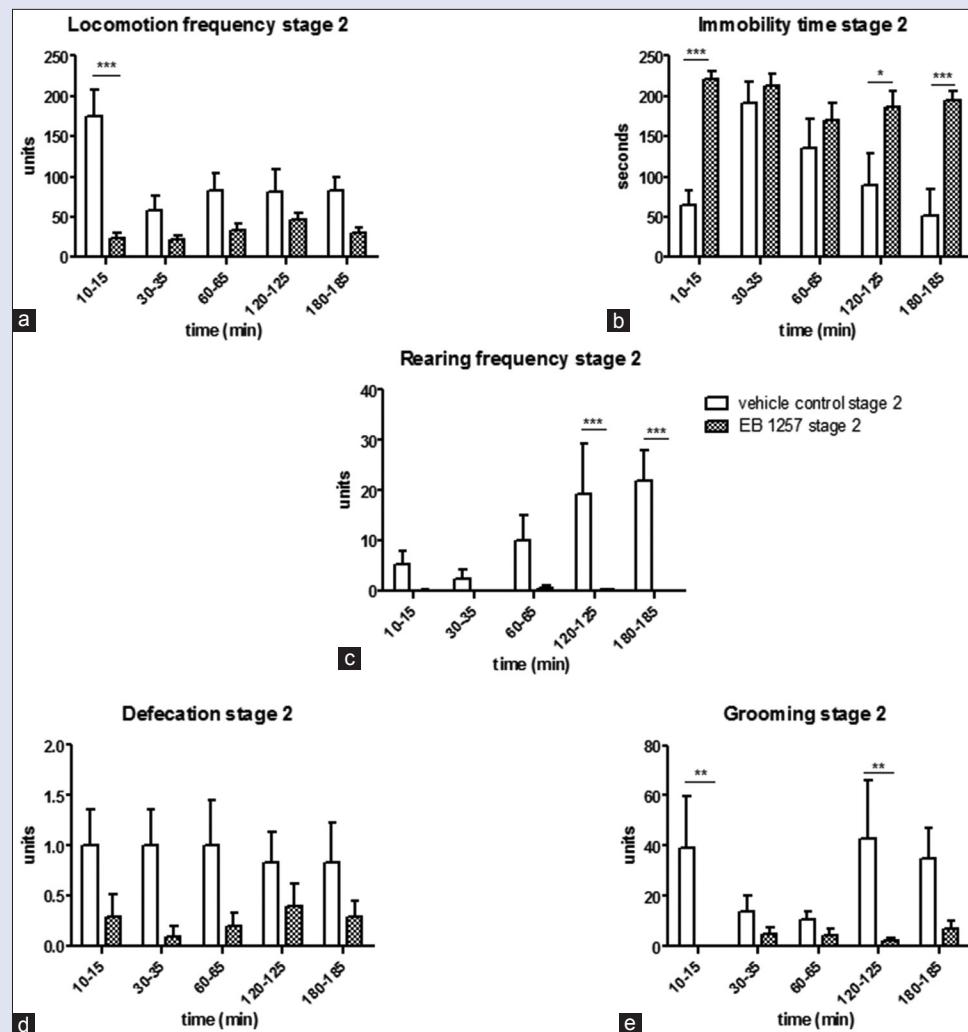 Locomotion frequency stage 2
250
200
150
100
50
0
units
***
10-15
30-35
60-65
120-125
180-185
time (min)
a
Immobility time stage 2
250
200
150
100
50
0
seconds
***
*
***
10-15
30-35
60-65
120-125
180-185
time (min)
b
Rearing frequency stage 2
40
30
20
10
0
units
***
***
10-15
30-35
60-65
120-125
180-185
time (min)
c
vehicle control stage 2
EB 1257 stage 2
Defecation stage 2
2.0
1.5
1.0
0.5
0.0
units
10-15
30-35
60-65
120-125
180-185
time (min)
d
Grooming stage 2
80
60
40
20
0
units
**
**
10-15
30-35
60-65
120-125
180-185
time (min)
e